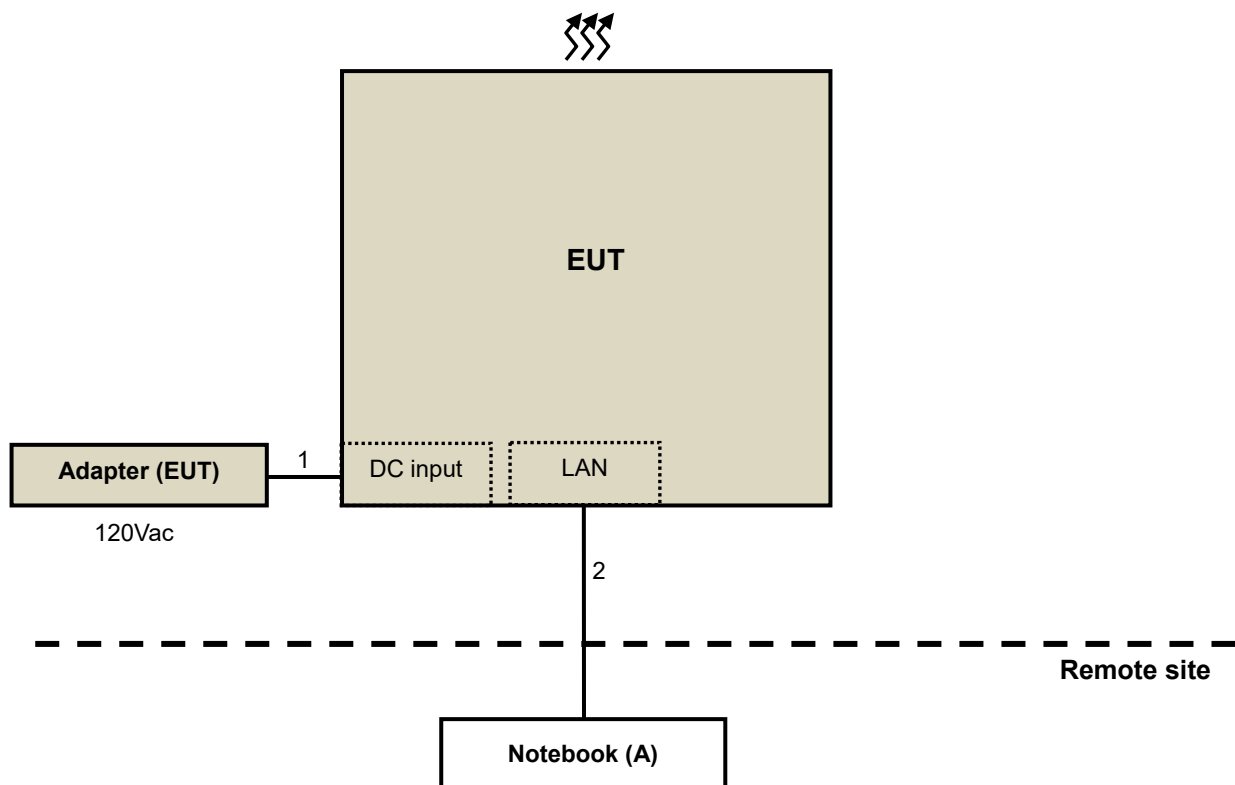 EUT
Adapter (EUT)
1
DC input
LAN
120Vac
2
Remote site
Notebook (A)